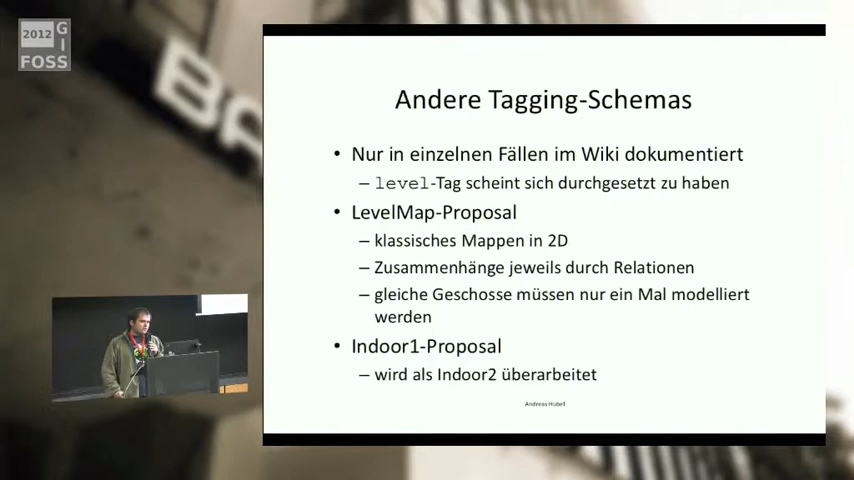 2012
GI
FOSS
BA
Andere Tagging-Schemas
• Nur in einzelnen Fällen im Wiki dokumentiert
– level-Tag scheint sich durchgesetzt zu haben
• LevelMap-Proposal
– klassisches Mappen in 2D
– Zusammenhänge jeweils durch Relationen
– gleiche Geschosse müssen nur ein Mal modelliert
werden
• Indoor1-Proposal
– wird als Indoor2 überarbeitet
Andreas Hubel